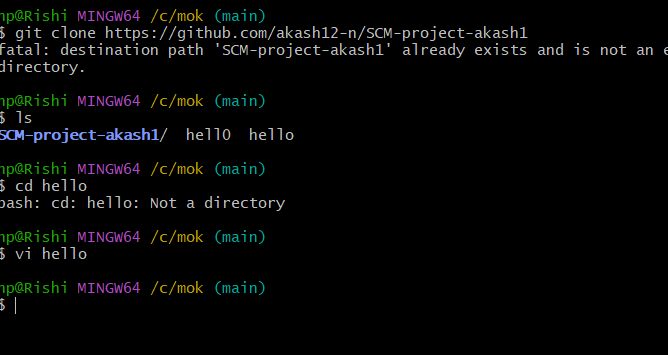 np@Rishi MINGW64 /c/mok (main)
$ git clone https://github.com/akash12-n/SCM-project-akash1
fatal: destination path 'SCM-project-akash1' already exists and is not an e
directory.
np@Rishi MINGW64 /c/mok (main)
$ ls
SCM-project-akash1/  hell0  hello
np@Rishi MINGW64 /c/mok (main)
$ cd hello
bash: cd: hello: Not a directory
np@Rishi MINGW64 /c/mok (main)
$ vi hello
np@Rishi MINGW64 /c/mok (main)
$